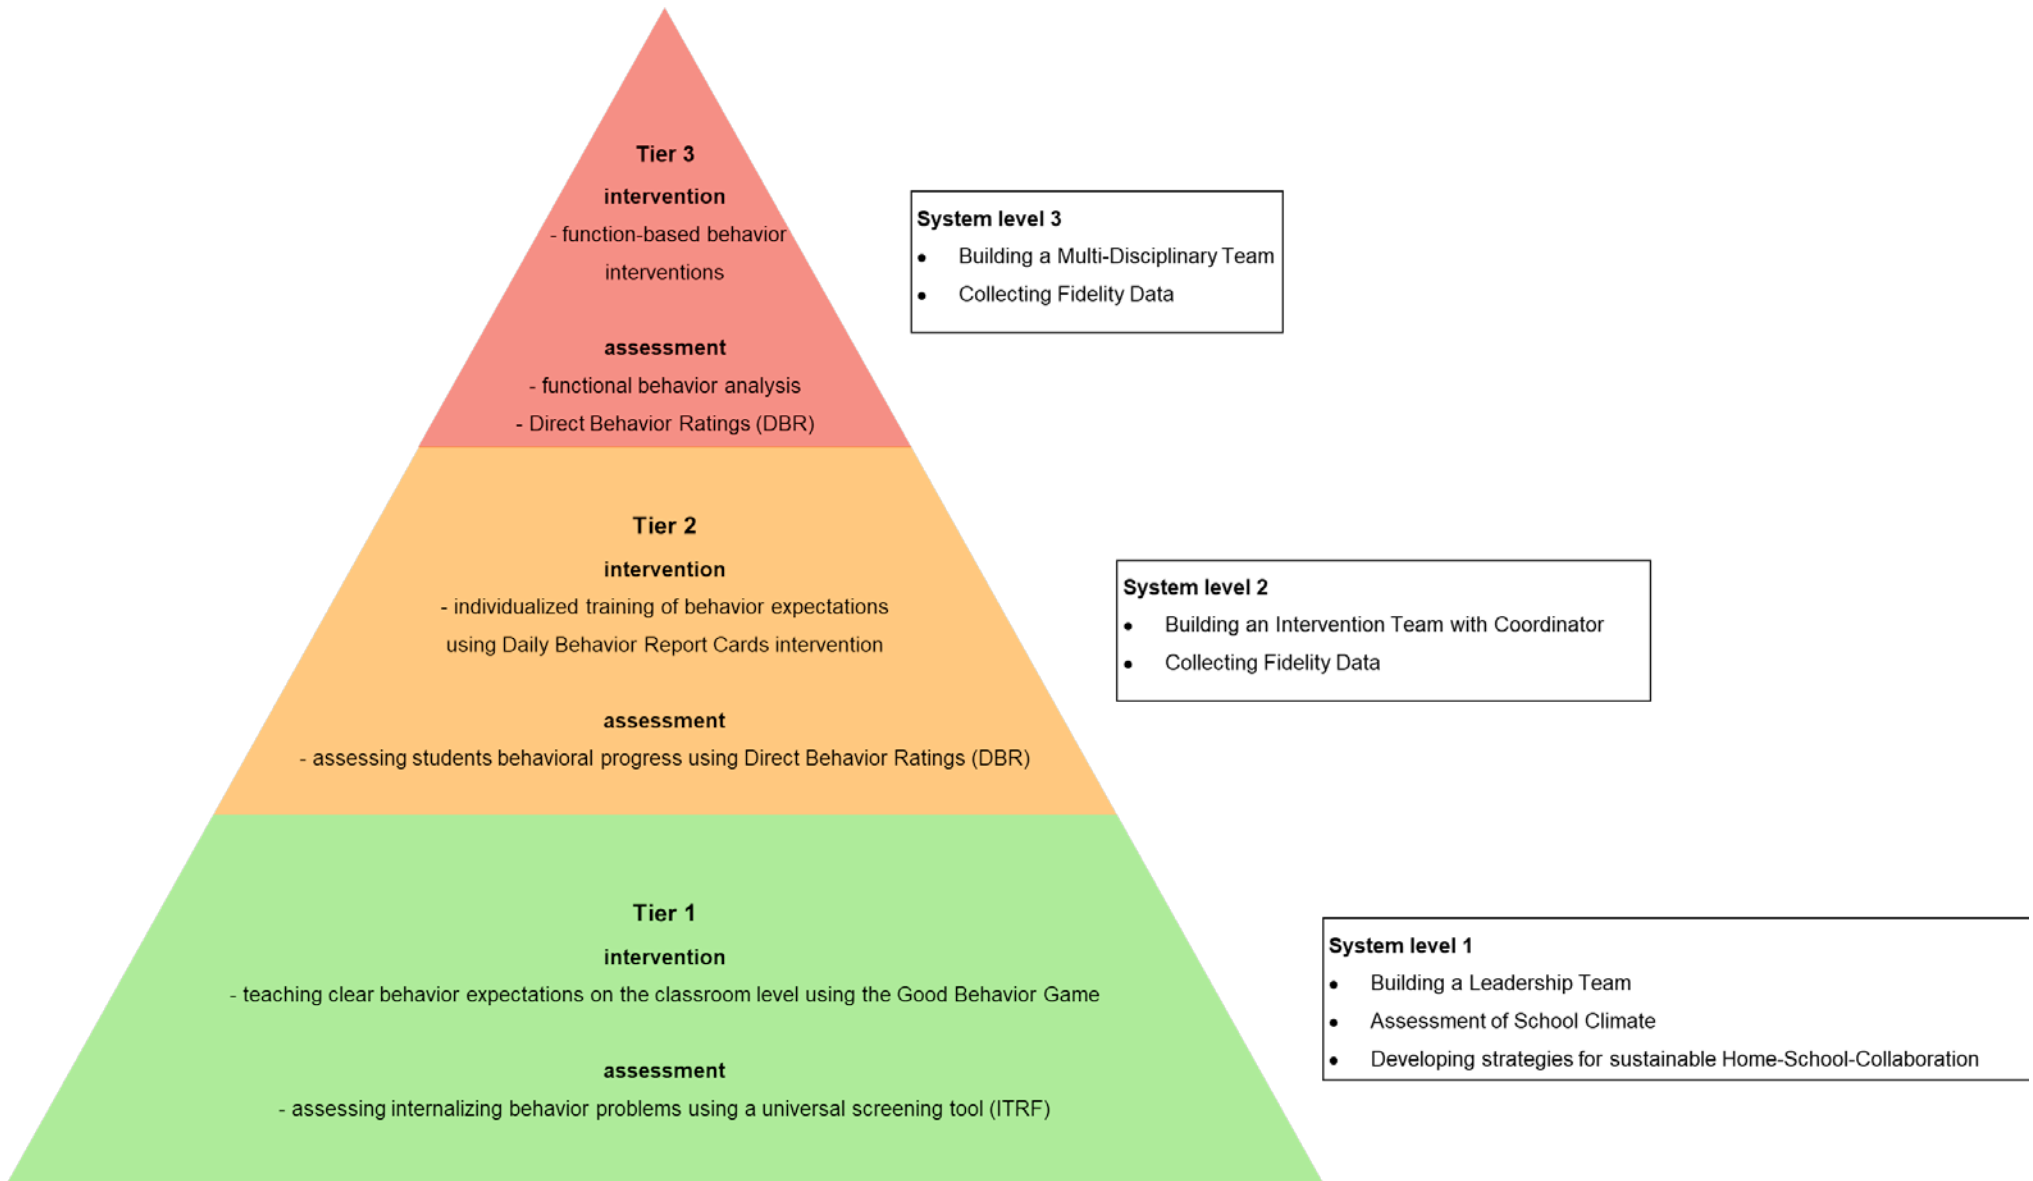 Tier 3
intervention
- function-based behavior
interventions
assessment
- functional behavior analysis
- Direct Behavior Ratings (DBR)
System level 3
• Building a Multi-Disciplinary Team
• Collecting Fidelity Data
Tier 2
intervention
- individualized training of behavior expectations
using Daily Behavior Report Cards intervention
assessment
- assessing students behavioral progress using Direct Behavior Ratings (DBR)
System level 2
• Building an Intervention Team with Coordinator
• Collecting Fidelity Data
Tier 1
intervention
- teaching clear behavior expectations on the classroom level using the Good Behavior Game
assessment
- assessing internalizing behavior problems using a universal screening tool (ITRF)
System level 1
• Building a Leadership Team
• Assessment of School Climate
• Developing strategies for sustainable Home-School-Collaboration